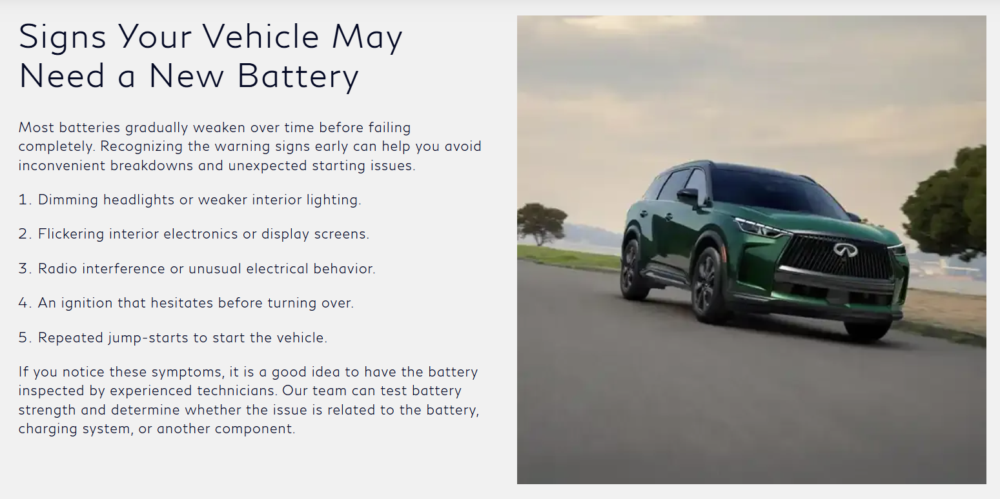 Signs Your Vehicle May
Need a New Battery
Most batteries gradually weaken over time before failing
completely. Recognizing the warning signs early can help you avoid
inconvenient breakdowns and unexpected starting issues.
1. Dimming headlights or weaker interior lighting.
2. Flickering interior electronics or display screens.
3. Radio interference or unusual electrical behavior.
4. An ignition that hesitates before turning over.
5. Repeated jump-starts to start the vehicle.
If you notice these symptoms, it is a good idea to have the battery
inspected by experienced technicians. Our team can test battery
strength and determine whether the issue is related to the battery,
charging system, or another component.